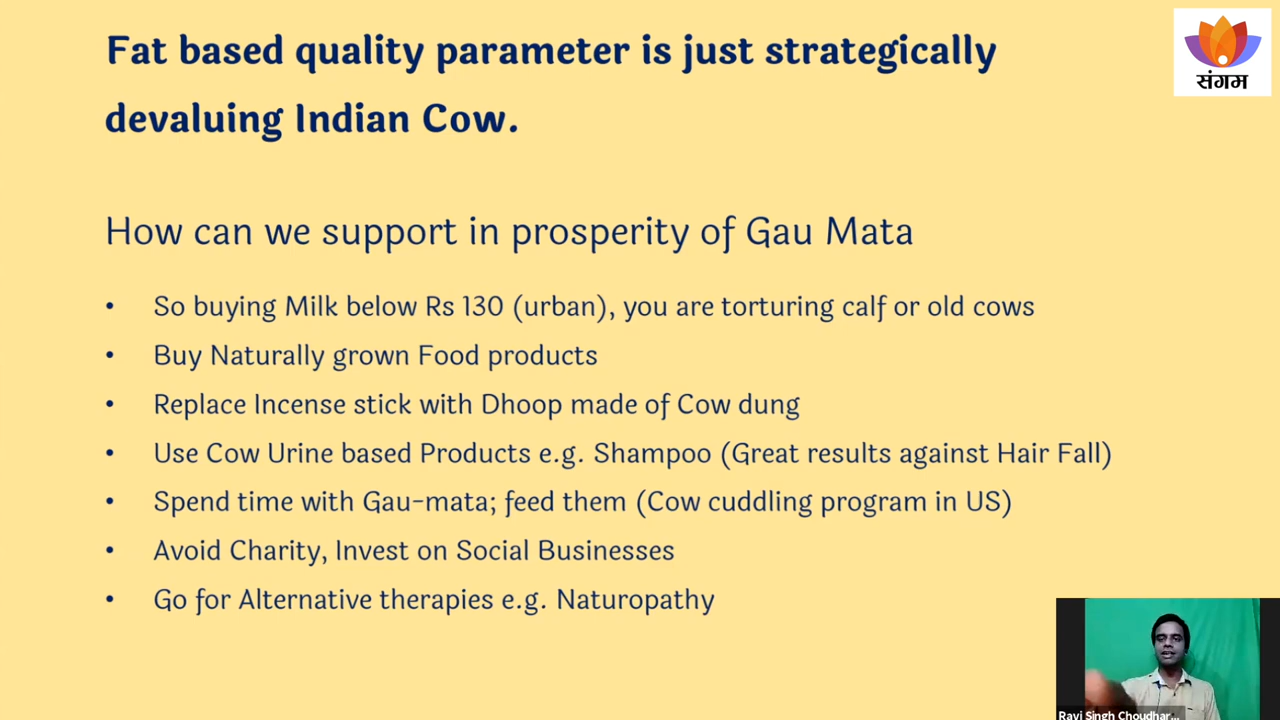 Fat based quality parameter is just strategically
devaluing Indian Cow.
संगम
How can we support in prosperity of Gau Mata
• So buying Milk below Rs 130 (urban), you are torturing calf or old cows
• Buy Naturally grown Food products
• Replace Incense stick with Dhoop made of Cow dung
• Use Cow Urine based Products e.g. Shampoo (Great results against Hair Fall)
• Spend time with Gau-mata; feed them (Cow cuddling program in US)
• Avoid Charity, Invest on Social Businesses
• Go for Alternative therapies e.g. Naturopathy
Ravi Singh Choudhar...